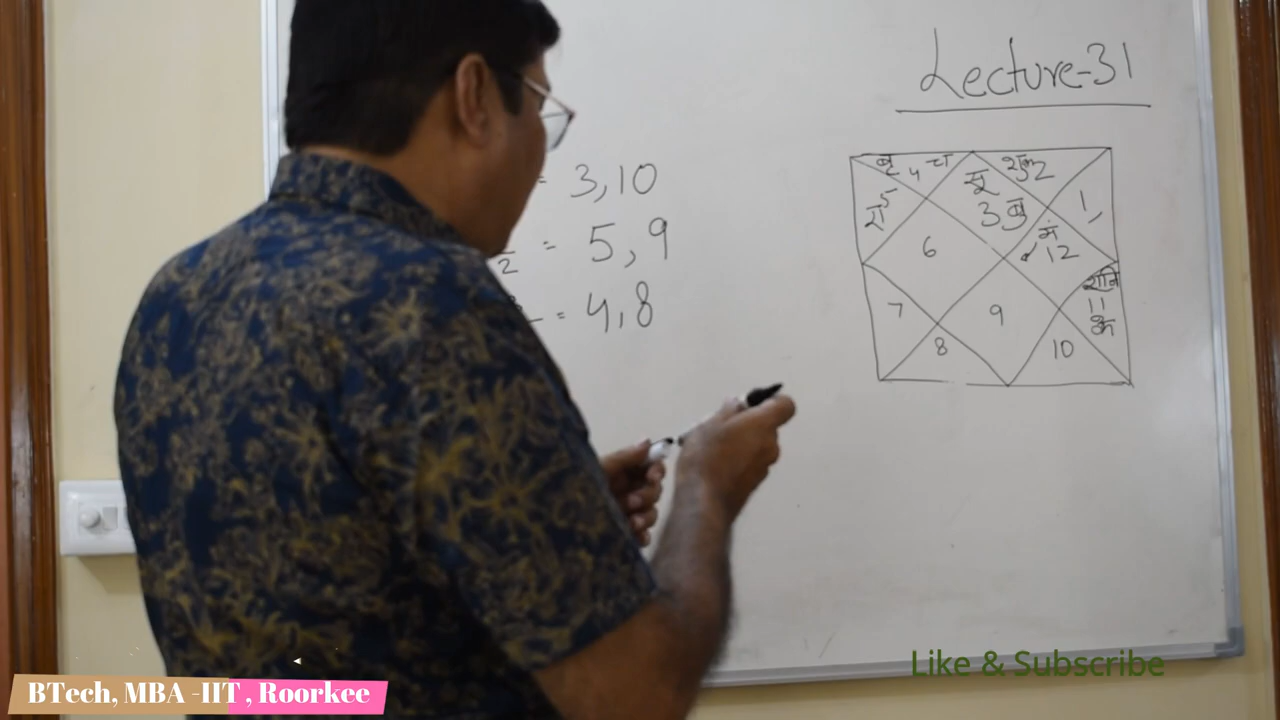 Lecture-31
= 3,10
2 = 5,9
= 4,8
बृ 4 च
शुक्र 2
सू
3 बु
5
रा
1,
6
मं
12
शनि
11
के
7
9
8
10
Like & Subscribe
BTech, MBA -IIT , Roorkee